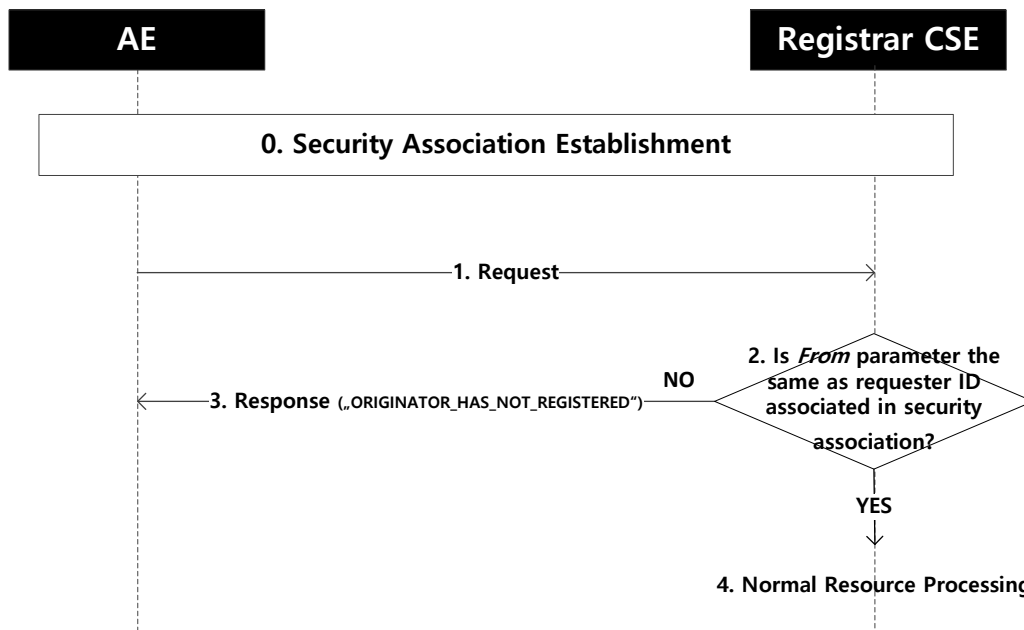 AE
Registrar CSE
0. Security Association Establishment
1. Request
2. Is From parameter the
same as requester ID
associated in security
association?
NO
3. Response („ORIGINATOR_HAS_NOT_REGISTERED“)
YES
4. Normal Resource Processing